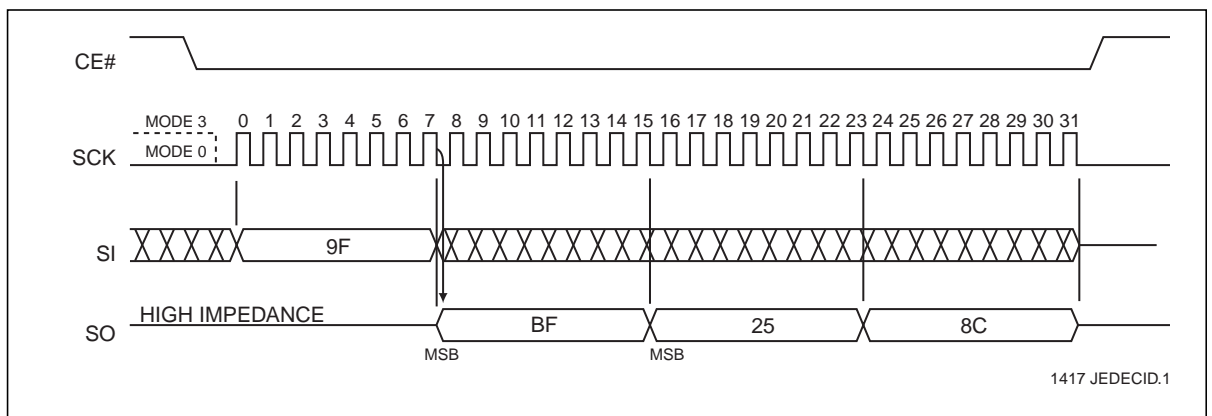 CE#
MODE 3
0 1 2 3 4 5 6 7 8 9 10 11 12 13 14 15 16 17 18 19 20 21 22 23 24 25 26 27 28 29 30 31
SCK
MODE 0
SI
9F
HIGH IMPEDANCE
SO
BF
25
8C
MSB
MSB
1417 JEDECID.1